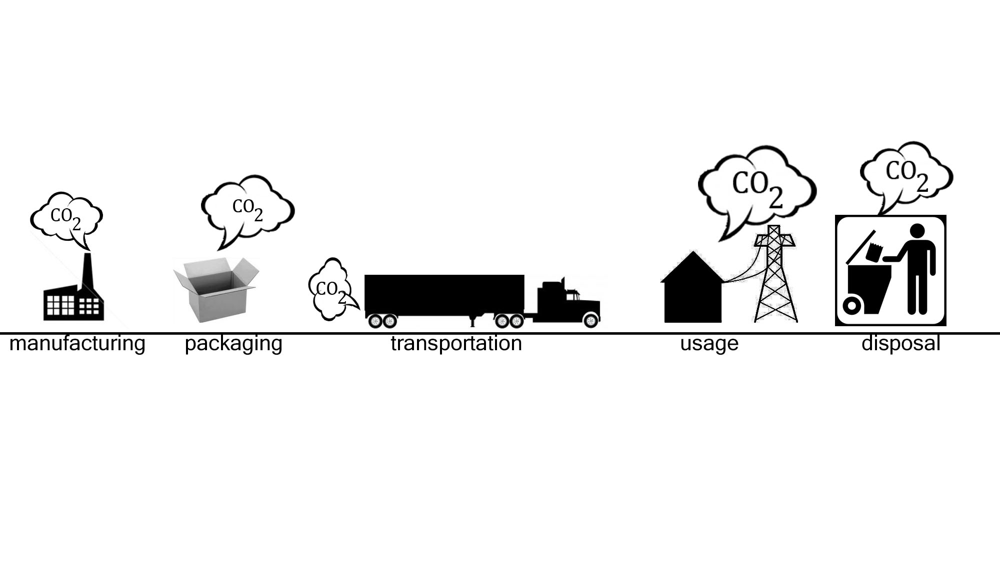 CO2
CO2
CO2
CO2
CO2
manufacturing
packaging
transportation
usage
disposal